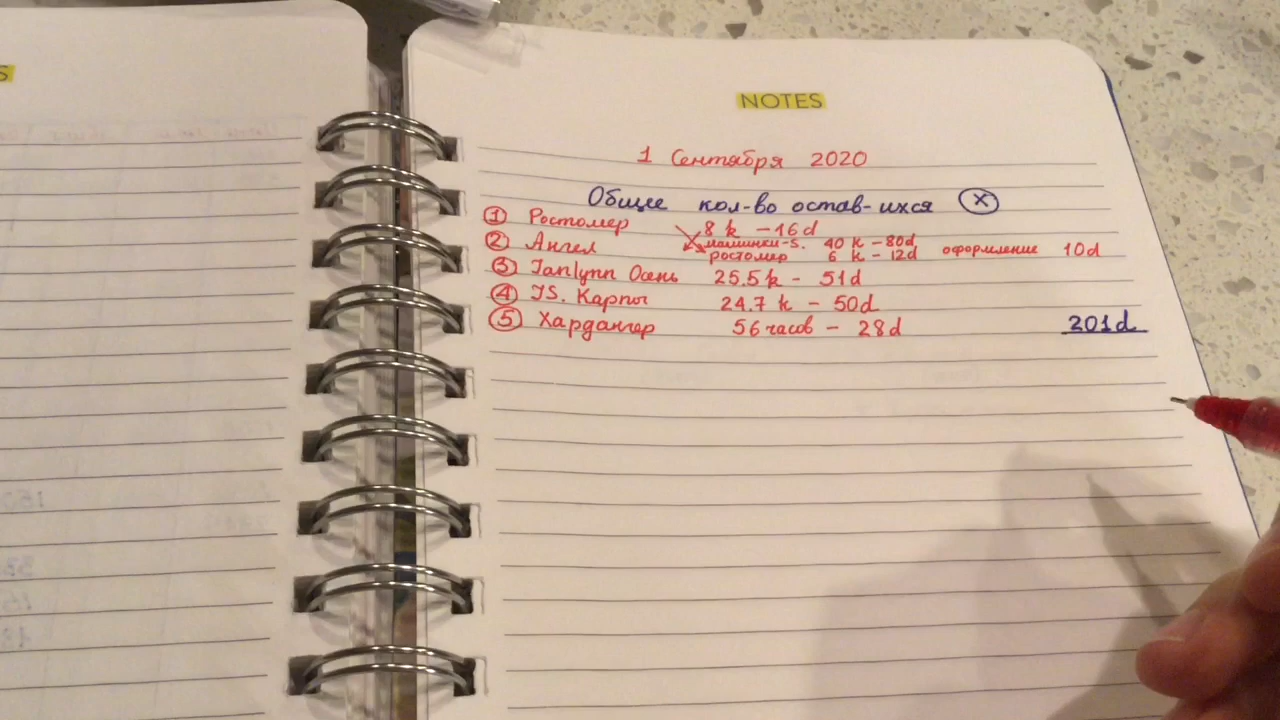 S
NOTES
1 Сентября 2020
Общее кол-во остав-ихся X
1 Ростомер 8 k - 16d
2 Ангел машинки-s. 40 k - 80d оформление 10d
ростомер 6 k - 12d
3 Janlynn Осень 25.5 k - 51d
4 JS. Карпы 24.7 k - 50d
5 Хардангер 56 часов - 28d 201d